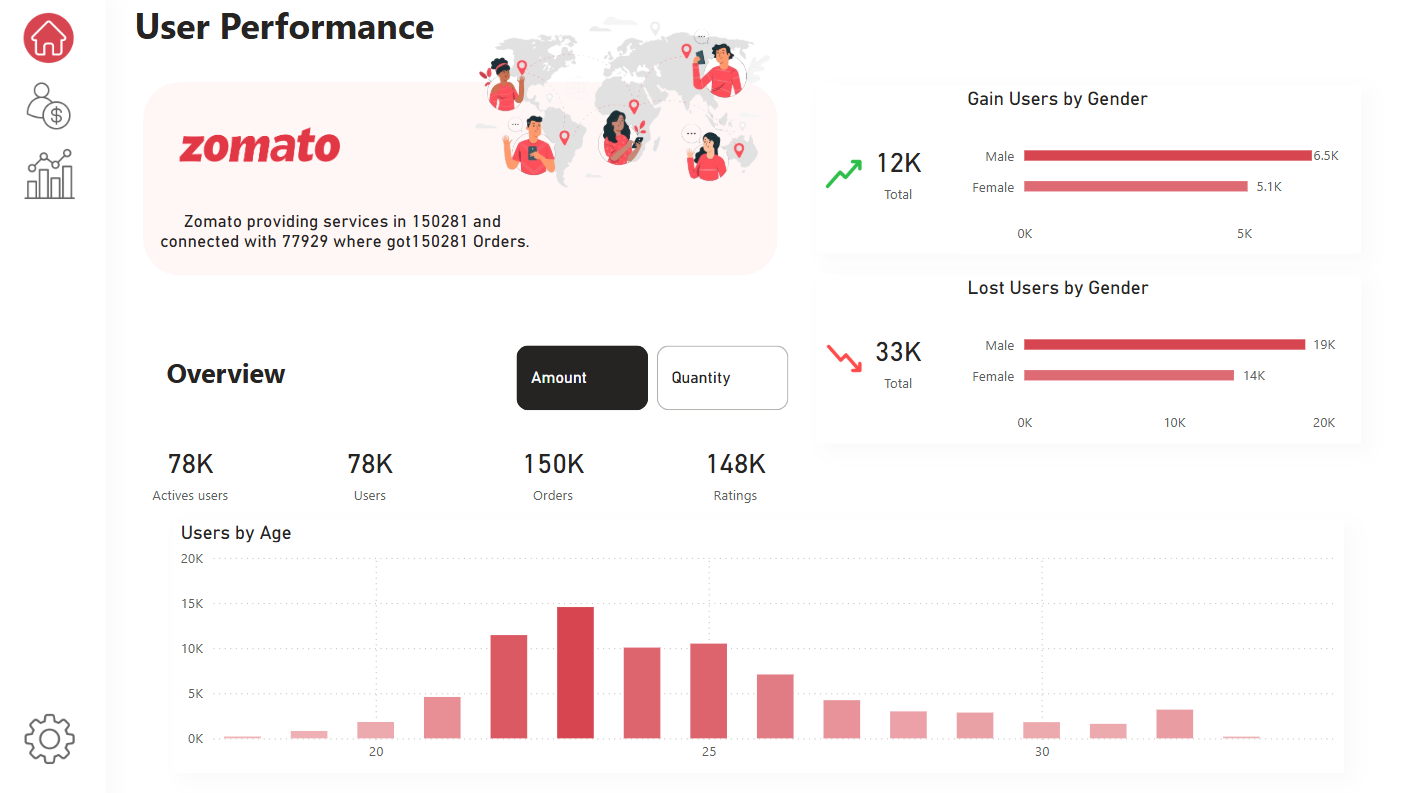 User Performance
zomato
Zomato providing services in 150281 and
connected with 77929 where got150281 Orders.
Gain Users by Gender
12K
Total
Male
6.5K
Female
5.1K
0K
5K
Lost Users by Gender
33K
Total
Male
19K
Female
14K
0K
10K
20K
Overview
Amount
Quantity
78K
Actives users
78K
Users
150K
Orders
148K
Ratings
Users by Age
20K
15K
10K
5K
0K
20
25
30